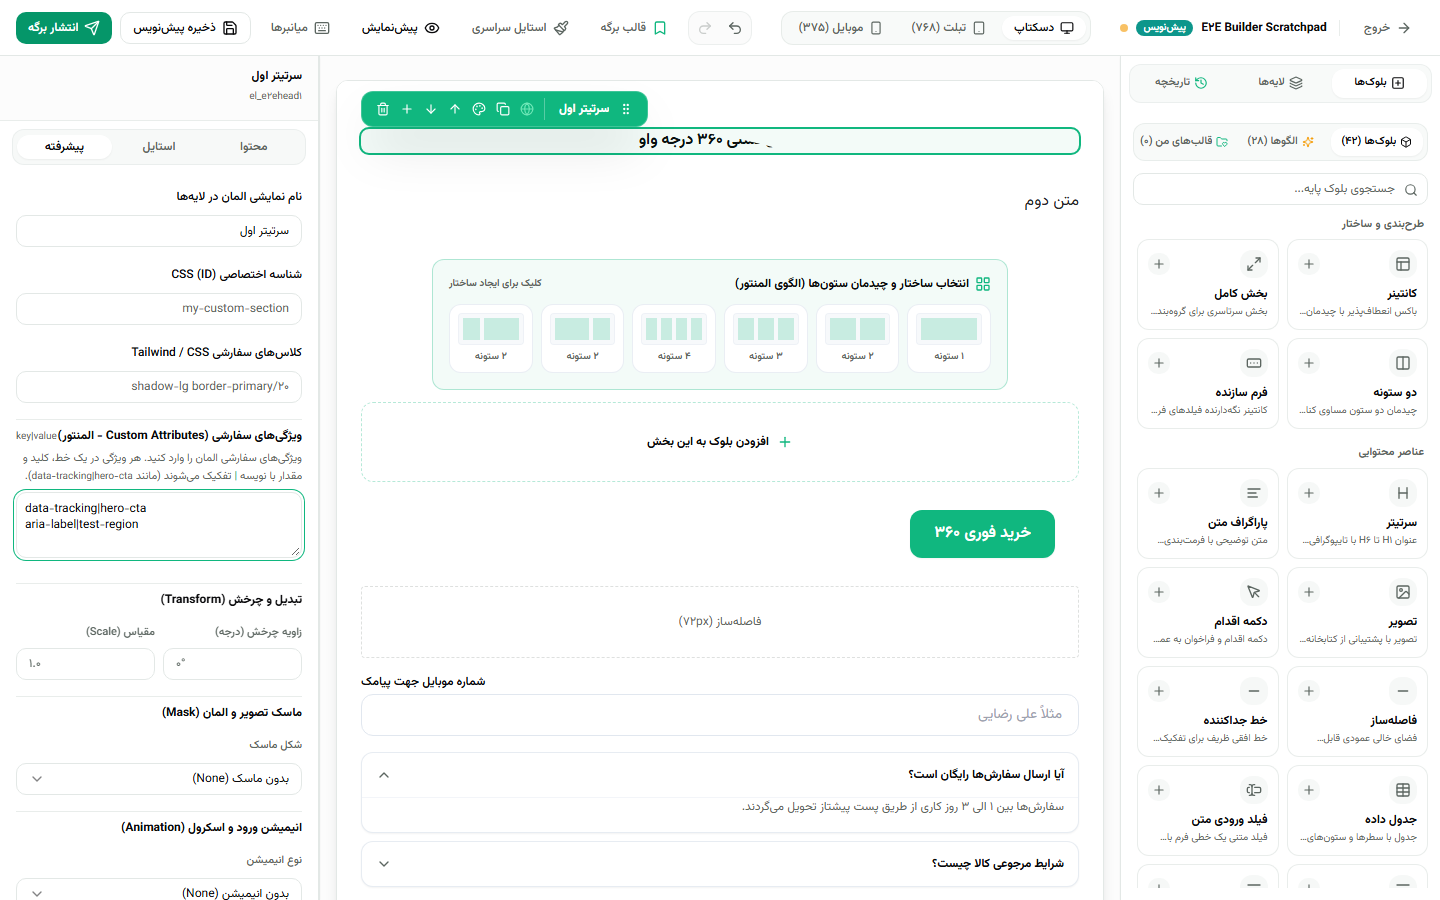 خروج
E۲E Builder Scratchpad
پیش‌نویس
دسکتاپ
تبلت (۷۶۸)
موبایل (۳۷۵)
قالب برگه
استایل سراسری
پیش‌نمایش
میانبرها
ذخیره پیش‌نویس
انتشار برگه
بلوک‌ها
لایه‌ها
تاریخچه
بلوک‌ها (۴۲)
الگوها (۲۸)
قالب‌های من (۰)
جستجوی بلوک پایه...
طرح‌بندی و ساختار
کانتینر
باکس انعطاف‌پذیر با چیدمان...
بخش کامل
بخش سرتاسری برای گروه‌بند...
دو ستونه
چیدمان دو ستون مساوی کنا...
فرم سازنده
کانتینر نگه‌دارنده فیلدهای فر...
عناصر محتوایی
سرتیتر
عنوان H۱ تا H۶ با تایپوگرافی...
پاراگراف متن
متن توضیحی با فرمت‌بندی...
تصویر
تصویر با پشتیبانی از کتابخانه...
دکمه اقدام
دکمه اقدام و فراخوان به عمـ...
فاصله‌ساز
فضای خالی عمودی قابل...
خط جداکننده
خط افقی ظریف برای تفکیک...
جدول داده
جدول با سطرها و ستون‌های...
فیلد ورودی متن
فیلد متنی یک خطی فرم با...
سرتیتر اول
۳۶۰ درجه واو
متن دوم
انتخاب ساختار و چیدمان ستون‌ها (الگوی المنتور)
کلیک برای ایجاد ساختار
۱ ستونه
۲ ستونه
۳ ستونه
۴ ستونه
۲ ستونه
۲ ستونه
افزودن بلوک به این بخش
خرید فوری ۳۶۰
فاصله‌ساز (۷۲px)
شماره موبایل جهت پیامک
مثلاً علی رضایی
آیا ارسال سفارش‌ها رایگان است؟
سفارش‌ها بین ۱ الی ۳ روز کاری از طریق پست پیشتاز تحویل می‌گردند.
شرایط مرجوعی کالا چیست؟
سرتیتر اول
el_e۲ehead۱
محتوا
استایل
پیشرفته
نام نمایشی المان در لایه‌ها
سرتیتر اول
شناسه اختصاصی CSS (ID)
my-custom-section
کلاس‌های سفارشی Tailwind / CSS
shadow-lg border-primary/۲۰
ویژگی‌های سفارشی (Custom Attributes - المنتور)
key|value
ویژگی‌های سفارشی المان را وارد کنید. هر ویژگی در یک خط، کلید و
مقدار با نویسه | تفکیک می‌شوند (مانند data-tracking|hero-cta).
data-tracking|hero-cta
aria-label|test-region
تبدیل و چرخش (Transform)
زاویه چرخش (درجه)
مقیاس (Scale)
۰°
۱.۰
ماسک تصویر و المان (Mask)
شکل ماسک
بدون ماسک (None)
انیمیشن ورود و اسکرول (Animation)
نوع انیمیشن
بدون انیمیشن (None)